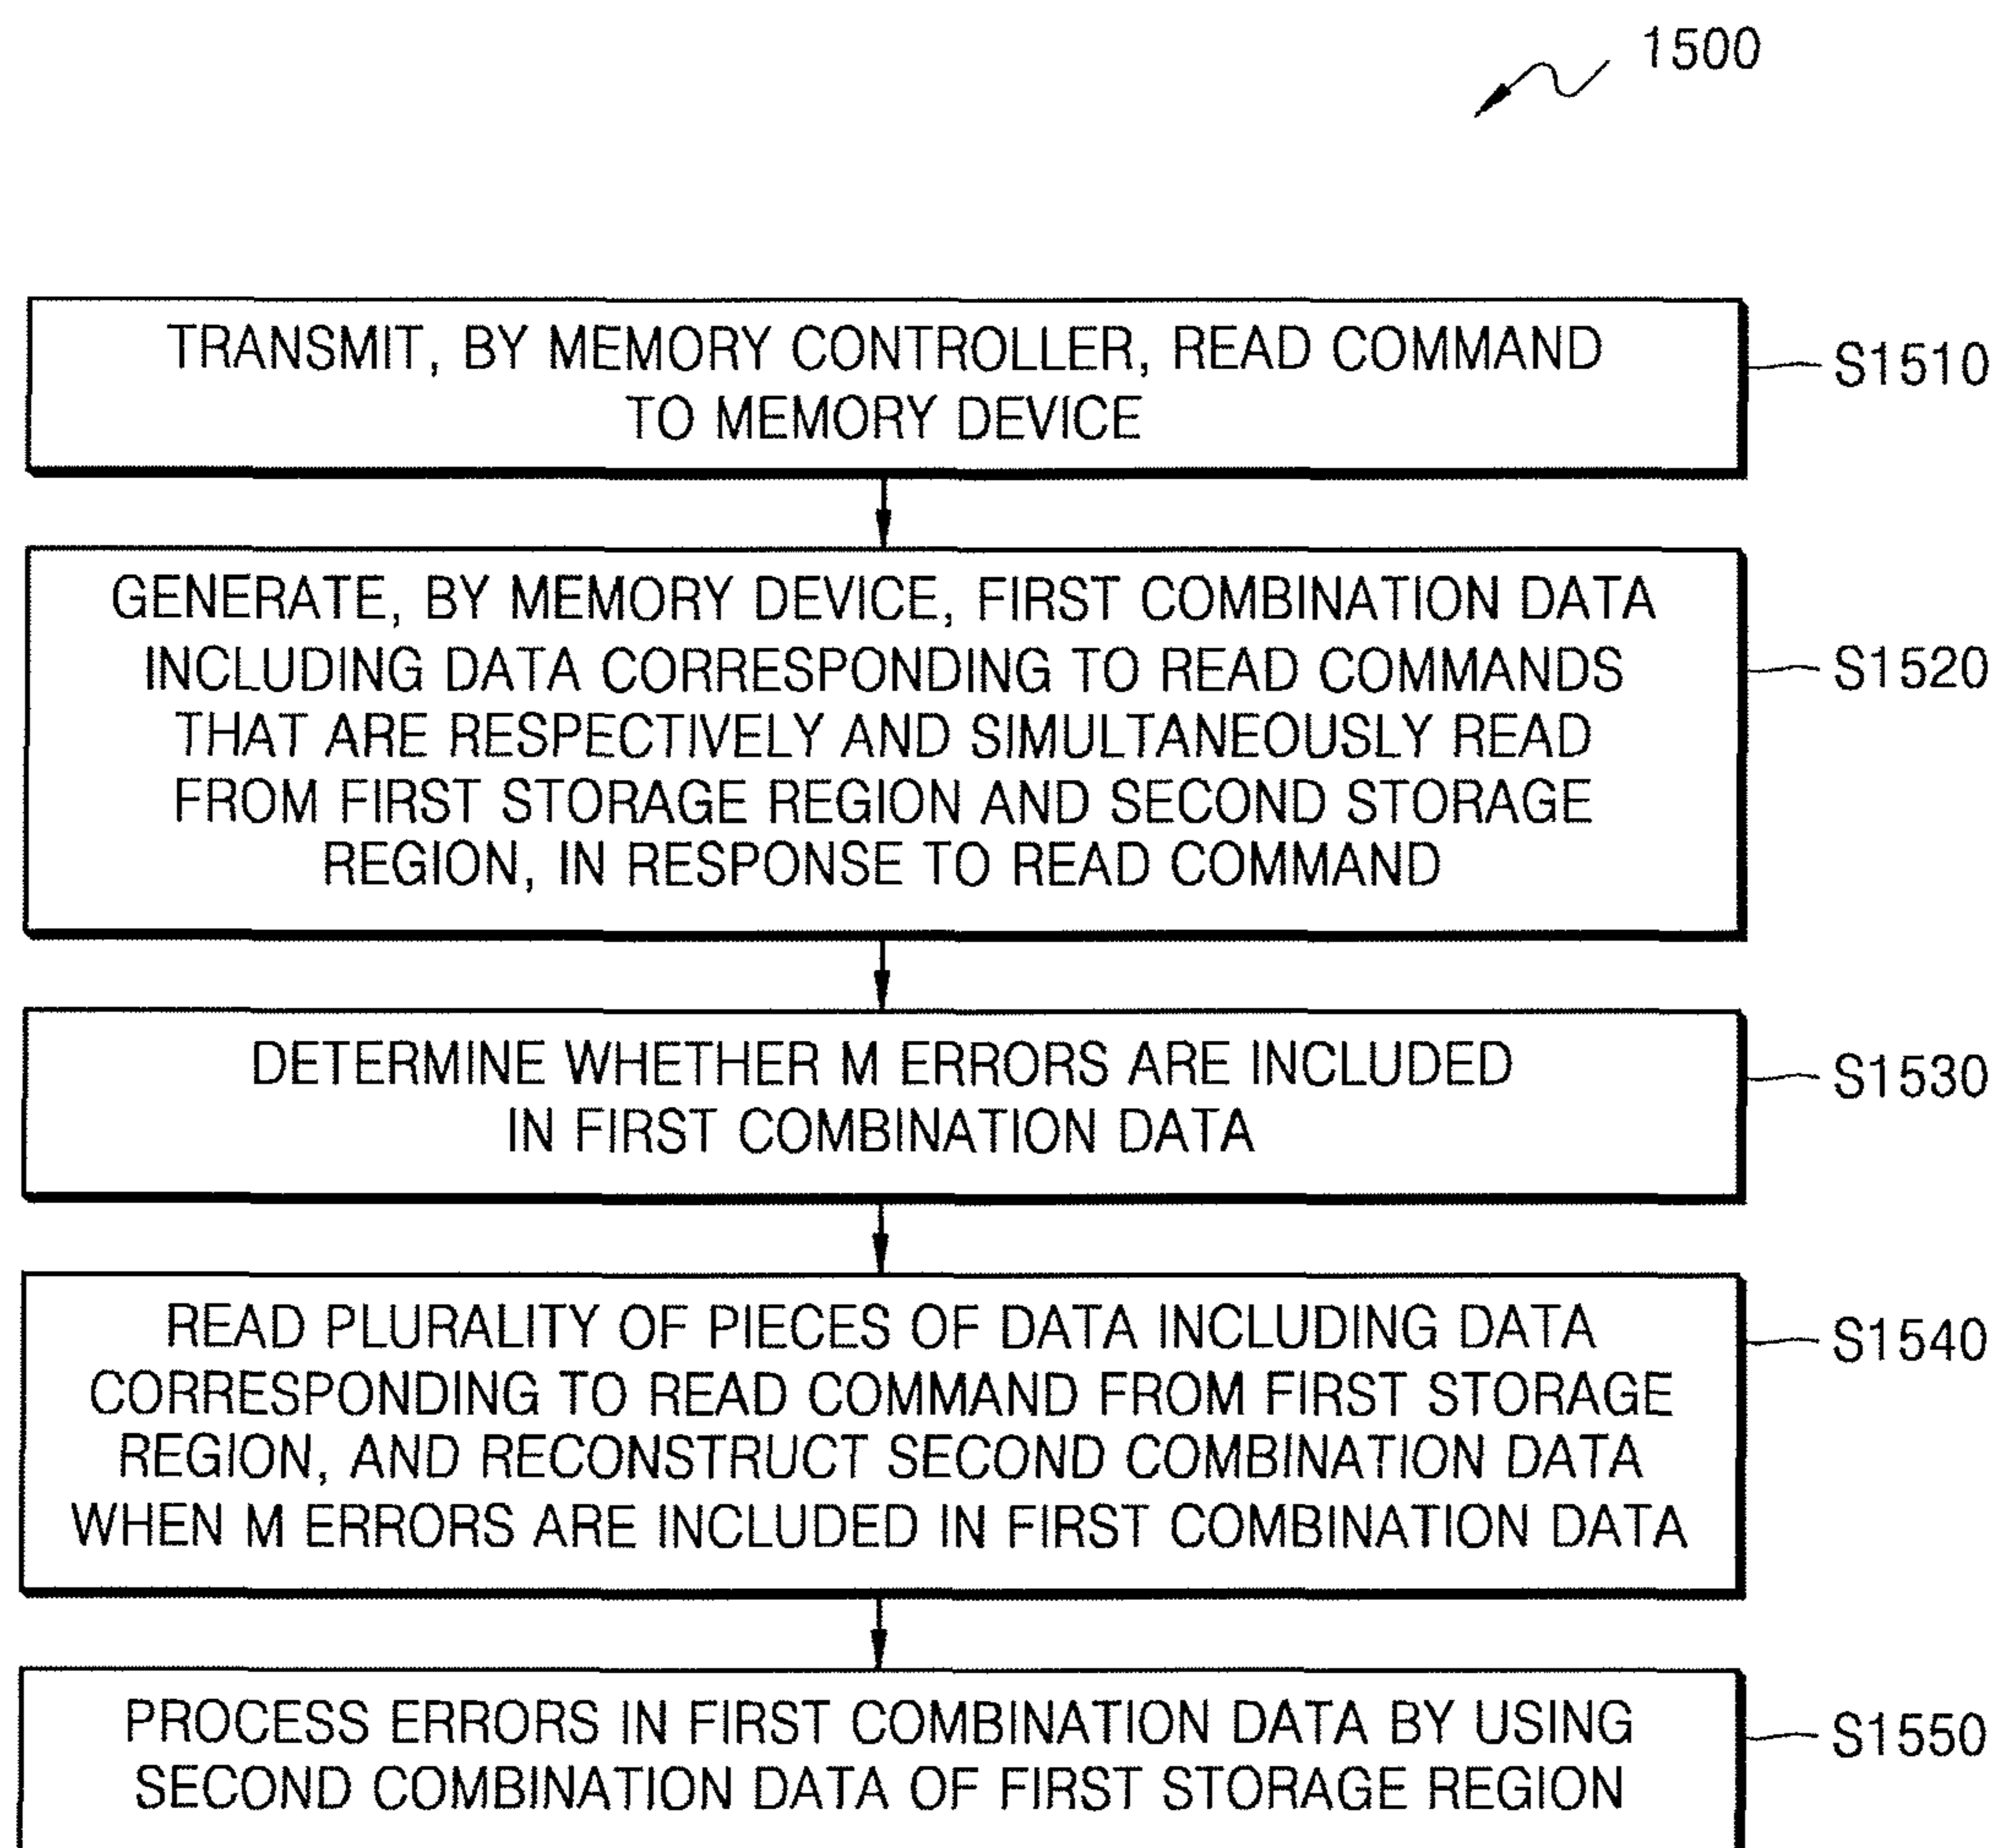 1500
TRANSMIT, BY MEMORY CONTROLLER, READ COMMAND
TO MEMORY DEVICE
S1510
GENERATE, BY MEMORY DEVICE, FIRST COMBINATION DATA
INCLUDING DATA CORRESPONDING TO READ COMMANDS
THAT ARE RESPECTIVELY AND SIMULTANEOUSLY READ
FROM FIRST STORAGE REGION AND SECOND STORAGE
REGION, IN RESPONSE TO READ COMMAND
S1520
DETERMINE WHETHER M ERRORS ARE INCLUDED
IN FIRST COMBINATION DATA
S1530
READ PLURALITY OF PIECES OF DATA INCLUDING DATA
CORRESPONDING TO READ COMMAND FROM FIRST STORAGE
REGION, AND RECONSTRUCT SECOND COMBINATION DATA
WHEN M ERRORS ARE INCLUDED IN FIRST COMBINATION DATA
S1540
PROCESS ERRORS IN FIRST COMBINATION DATA BY USING
SECOND COMBINATION DATA OF FIRST STORAGE REGION
S1550